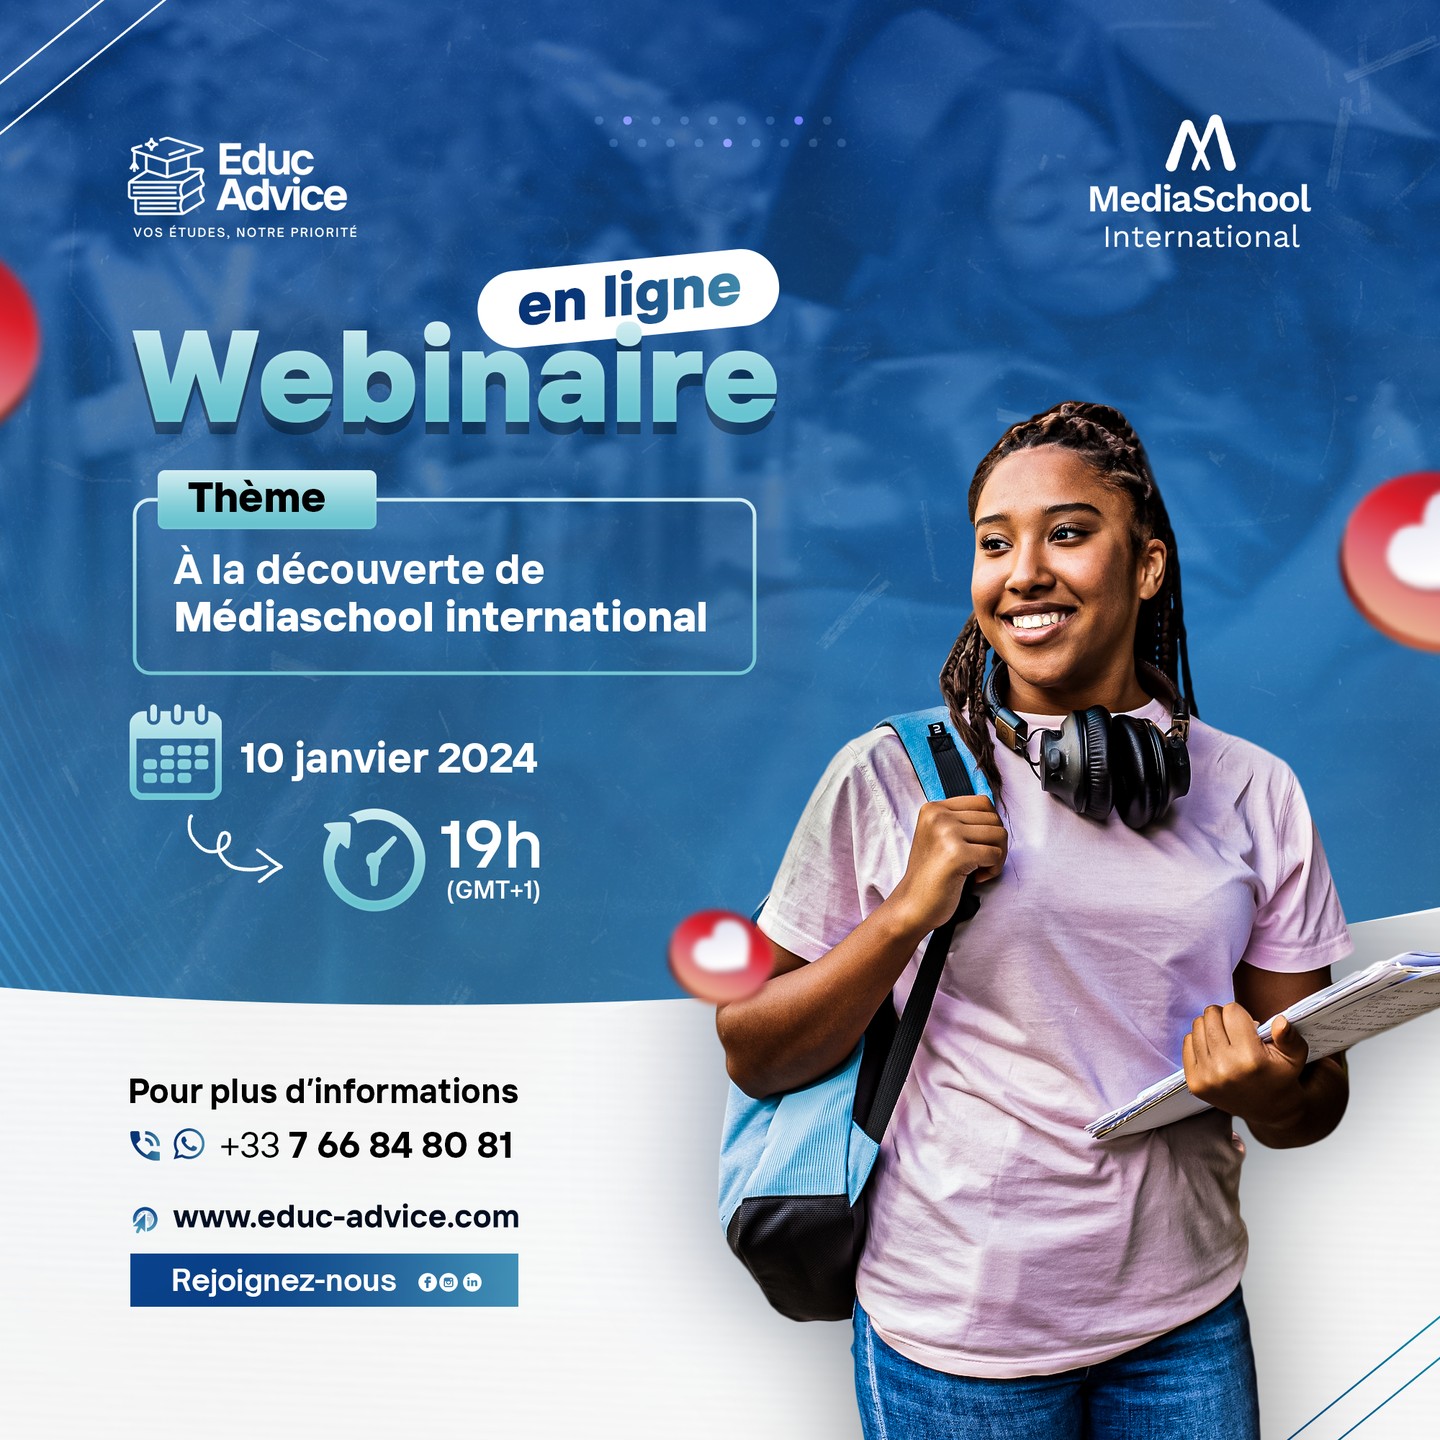 Educ
Advice
VOS ÉTUDES, NOTRE PRIORITÉ
MediaSchool
International
en ligne
Webinaire
Thème
À la découverte de
Médiaschool international
10 janvier 2024
19h
(GMT+1)
Pour plus d'informations
+33 7 66 84 80 81
www.educ-advice.com
Rejoignez-nous